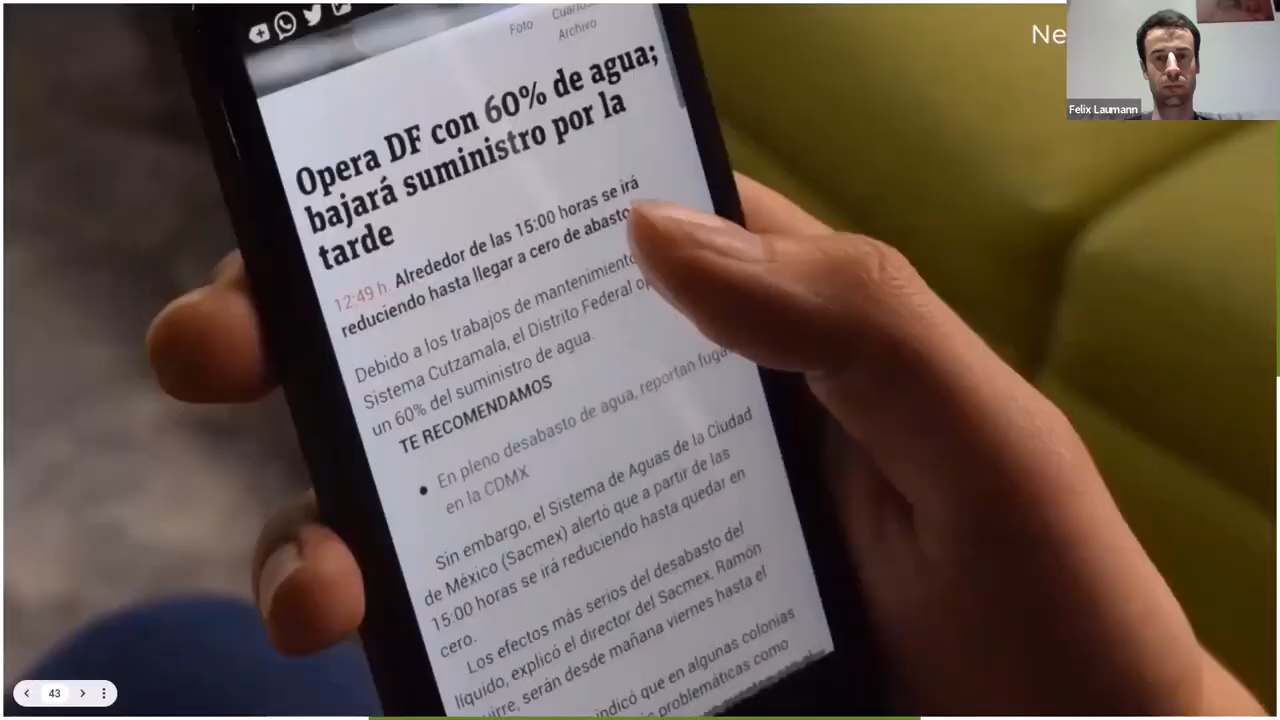 Foto
Cuarto
Archivo
Ne
Felix Laumann
Opera DF con 60% de agua;
bajará suministro por la
tarde
12:49 h. Alrededor de las 15:00 horas se irá
reduciendo hasta llegar a cero de abasto
Debido a los trabajos de mantenimiento
Sistema Cutzamala, el Distrito Federal
un 60% del suministro de agua.
TE RECOMENDAMOS
• En pleno desabasto de agua, reportan fuga
en la CDMX
Sin embargo, el Sistema de Aguas de la Ciudad
de México (Sacmex) alertó que a partir de las
15:00 horas se irá reduciendo hasta quedar en
cero.
Los efectos más serios del desabasto del
líquido, explicó el director del Sacmex, Ramón
serán desde mañana viernes hasta el
indicó que en algunas colonias
problemáticas como
43